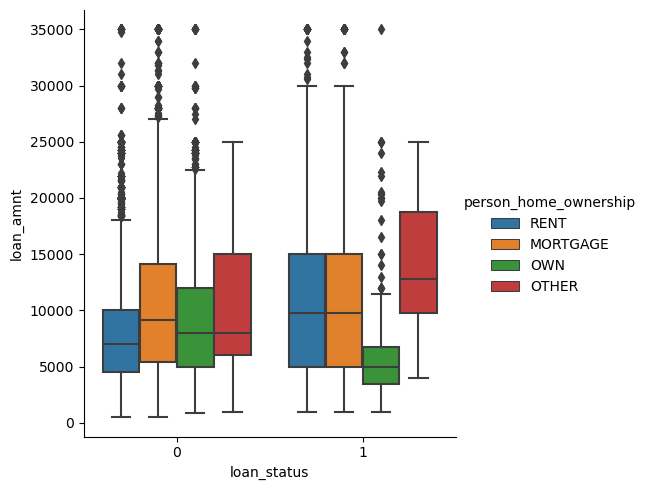 35000
30000
25000
20000
15000
10000
5000
0
loan_amnt
0
1
loan_status
person_home_ownership
RENT
MORTGAGE
OWN
OTHER